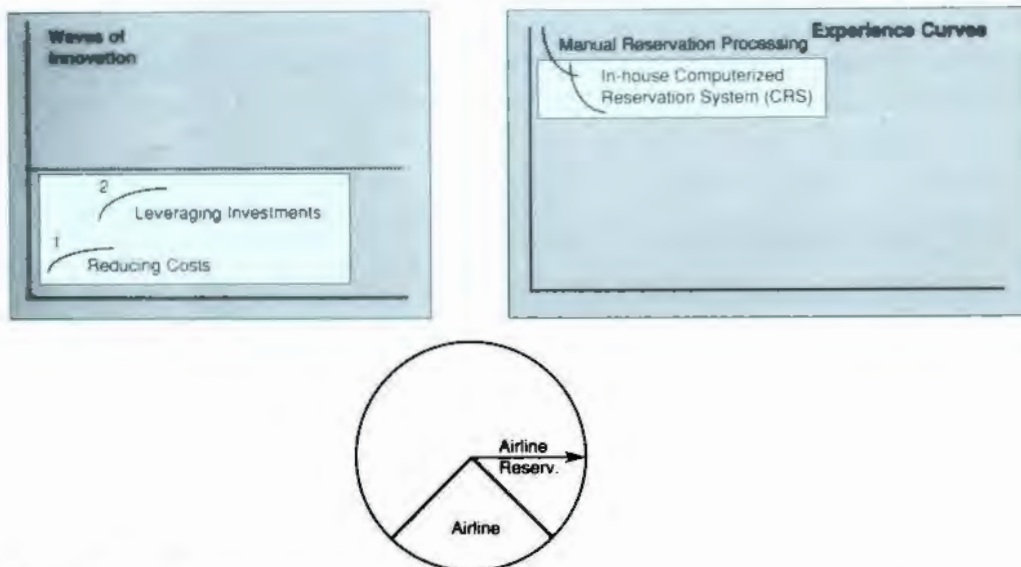 Waves of
Innovation
2
Leveraging Investments
1
Reducing Costs
Experience Curves
Manual Reservation Processing
In-house Computerized
Reservation System (CRS)
Airline
Reserv.
Airline